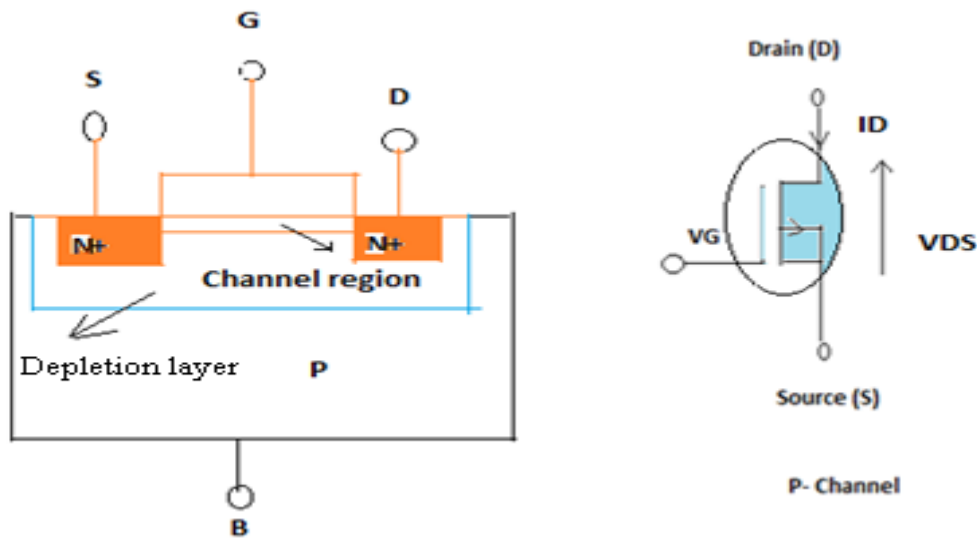 G
S
D
N+
N+
Channel region
Depletion layer
P
B
Drain (D)
ID
VG
VDS
Source (S)
P- Channel